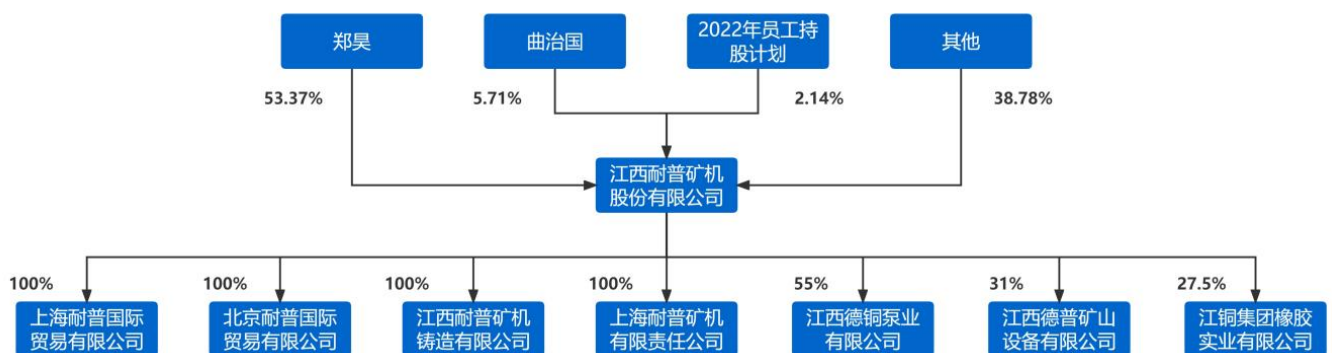 郑昊
曲治国
2022年员工持
股计划
其他
53.37%
5.71%
2.14%
38.78%
江西耐普矿机
股份有限公司
100%
100%
100%
100%
55%
31%
27.5%
上海耐普国际
贸易有限公司
北京耐普国际
贸易有限公司
江西耐普矿机
铸造有限公司
上海耐普矿机
有限责任公司
江西德铜泵业
有限公司
江西德普矿山
设备有限公司
江铜集团橡胶
实业有限公司